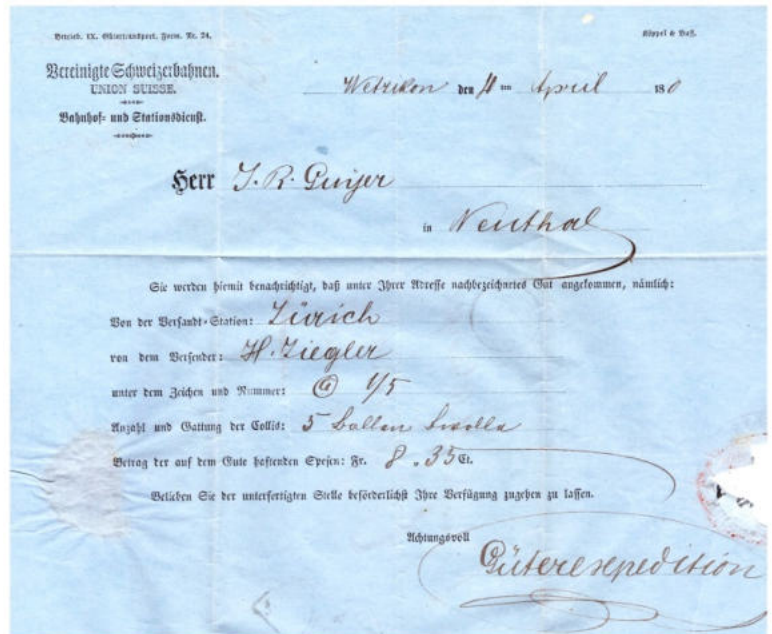 Betrieb. IX. Gütertransport. Form. Nr. 24. Köppel & Baß.
Vereinigte Schweizerbahnen.
UNION SUISSE.
Bahnhof- und Stationsdienst.
Wetzikon den 4 ten April 180
Herr J. R. Guijer
in Neuthal
Sie werden hiemit benachrichtigt, daß unter Ihrer Adresse nachbezeichnetes Gut angekommen, nämlich:
Von der Versandt-Station: Zürich
von dem Versender: H. Ziegler
unter dem Zeichen und Nummer: 1/5
Anzahl und Gattung der Collis: 5 Ballen
Betrag der auf dem Gute haftenden Spesen: Fr. 8.35 Ct.
Belieben Sie der unterfertigten Stelle beförderlichst Ihre Verfügung zugehen zu lassen.
Achtungsvoll
Güterexpedition